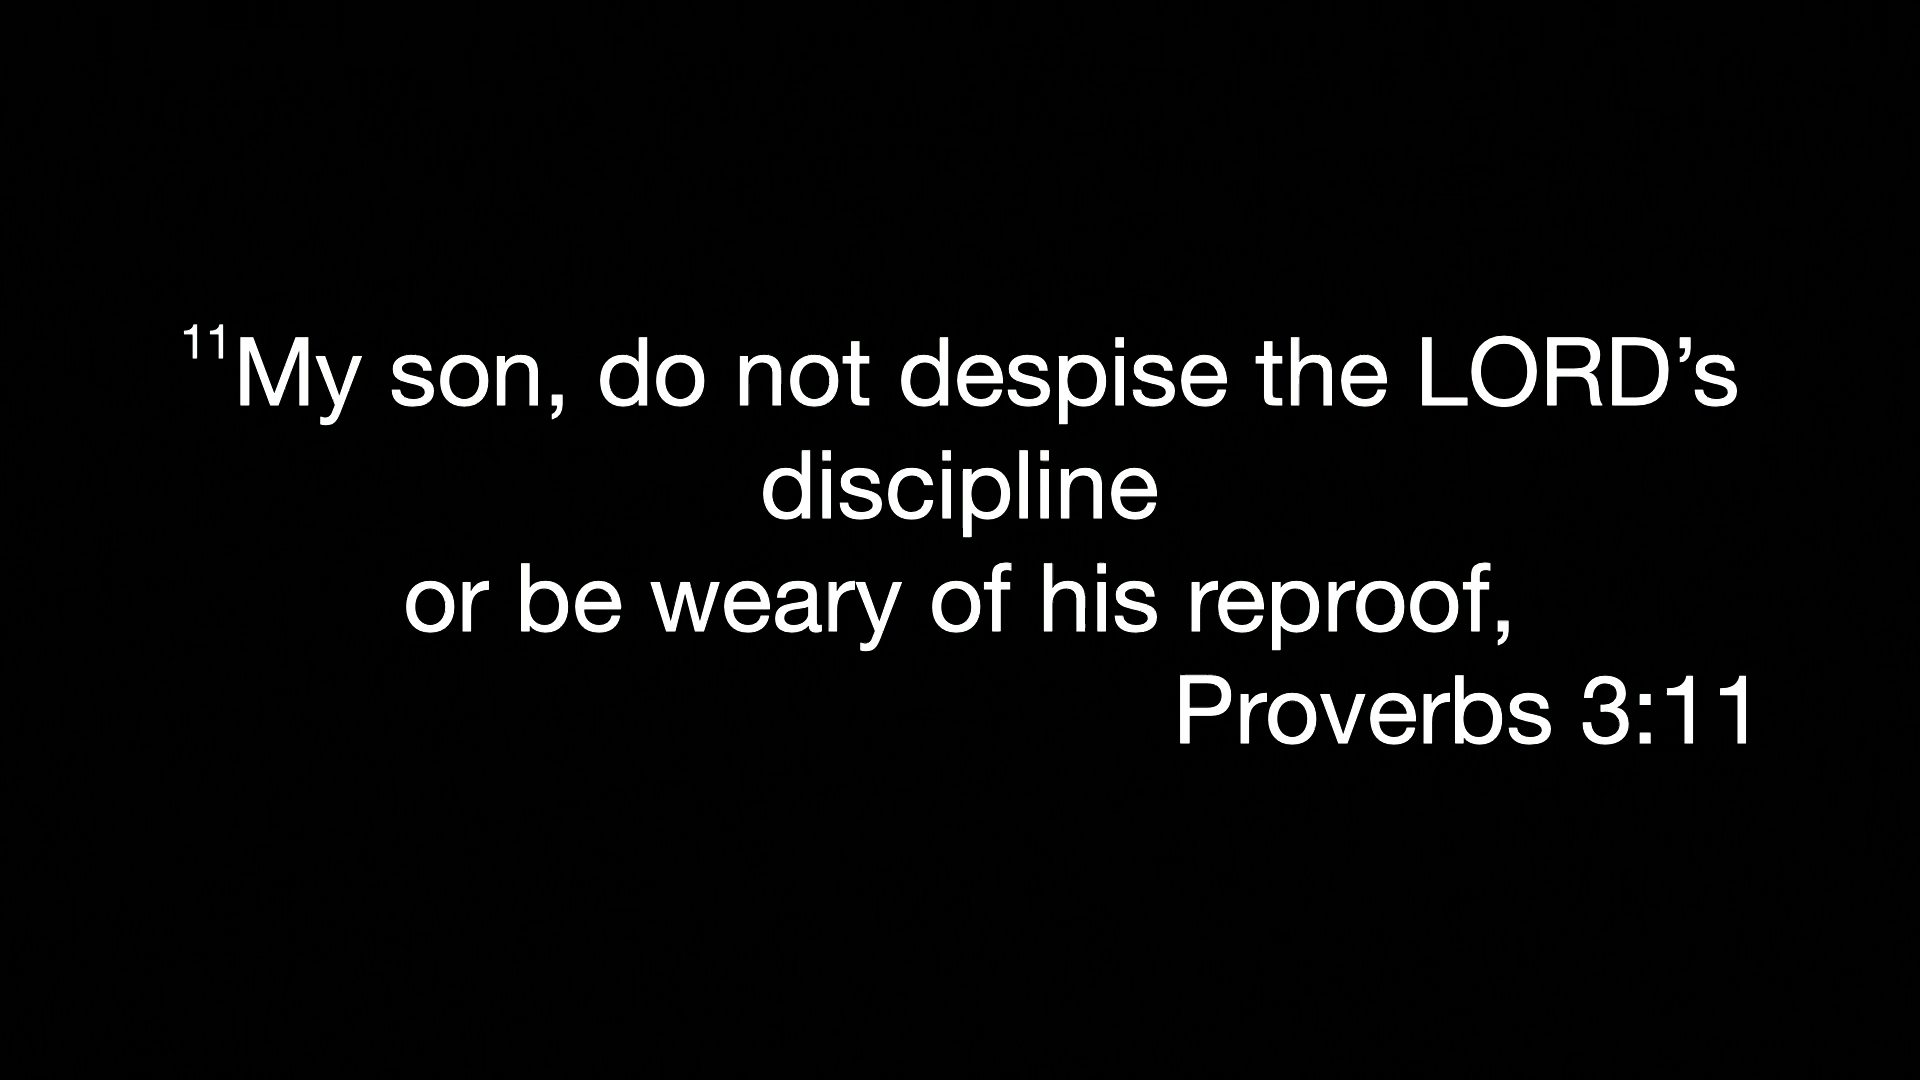 11My son, do not despise the LORD’s
discipline
or be weary of his reproof,
Proverbs 3:11